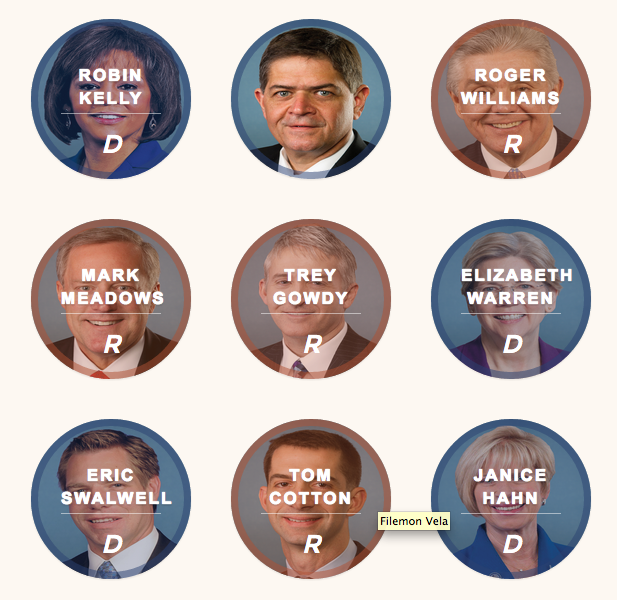 ROBIN
KELLY
D
ROGER
WILLIAMS
R
MARK
MEADOWS
R
TREY
GOWDY
R
ELIZABETH
WARREN
D
ERIC
SWALWELL
D
TOM
COTTON
R
JANICE
HAHN
D
Filemon Vela